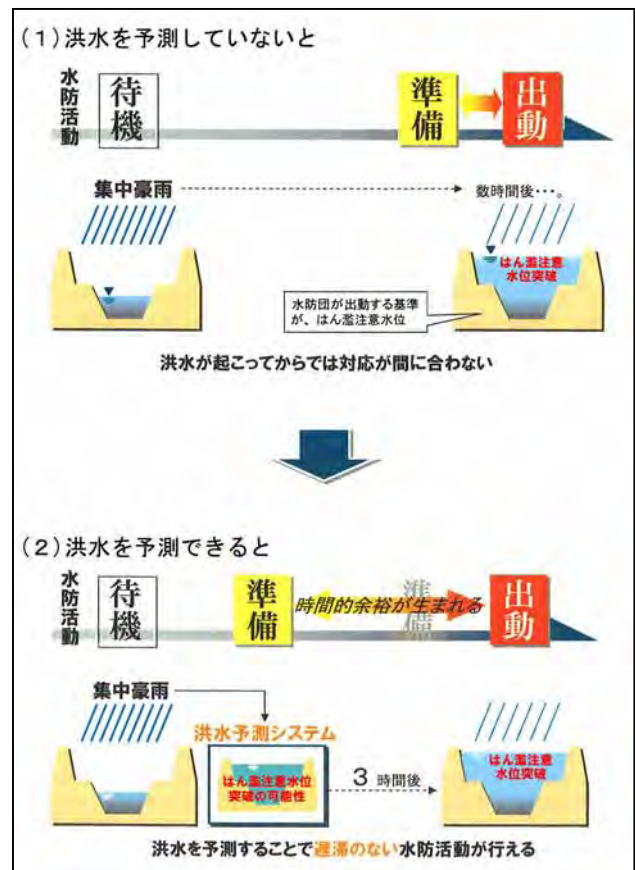 (1)洪水を予測していないと
水防活動
待機
準備
出動
集中豪雨
数時間後・・・。
はん濫注意
水位突破
水防団が出動する基準
が、はん濫注意水位
洪水が起こってからでは対応が間に合わない
(2)洪水を予測できると
水防活動
待機
準備
時間的余裕が生まれる
準備
出動
集中豪雨
洪水予測システム
はん濫注意水位
突破の可能性
3 時間後
はん濫注意
水位突破
洪水を予測することで遅滞のない水防活動が行える